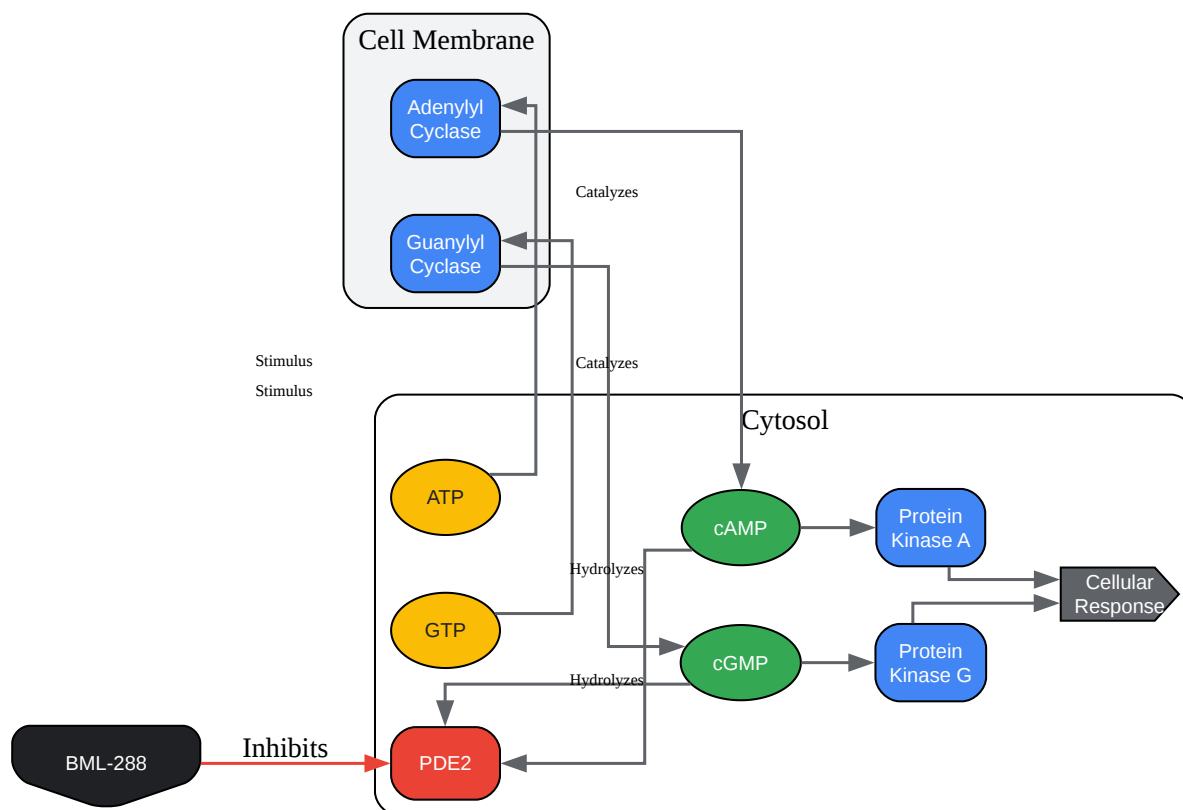 Cell Membrane
Adenylyl
Cyclase
Catalyzes
Guanylyl
Cyclase
Stimulus
Catalyzes
Stimulus
Cytosol
ATP
cAMP
Protein
Kinase A
Hydrolyzes
Cellular
Response
GTP
cGMP
Protein
Kinase G
Hydrolyzes
BML-288
Inhibits
PDE2